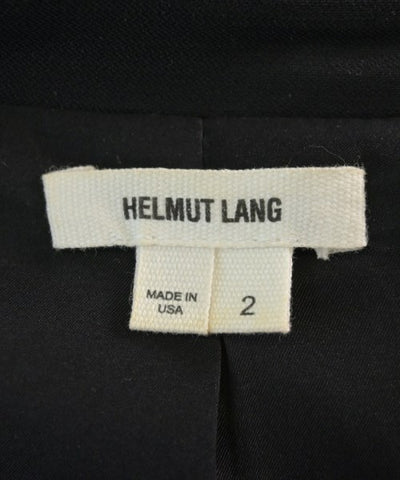 HELMUT LANG
MADE IN
USA
2